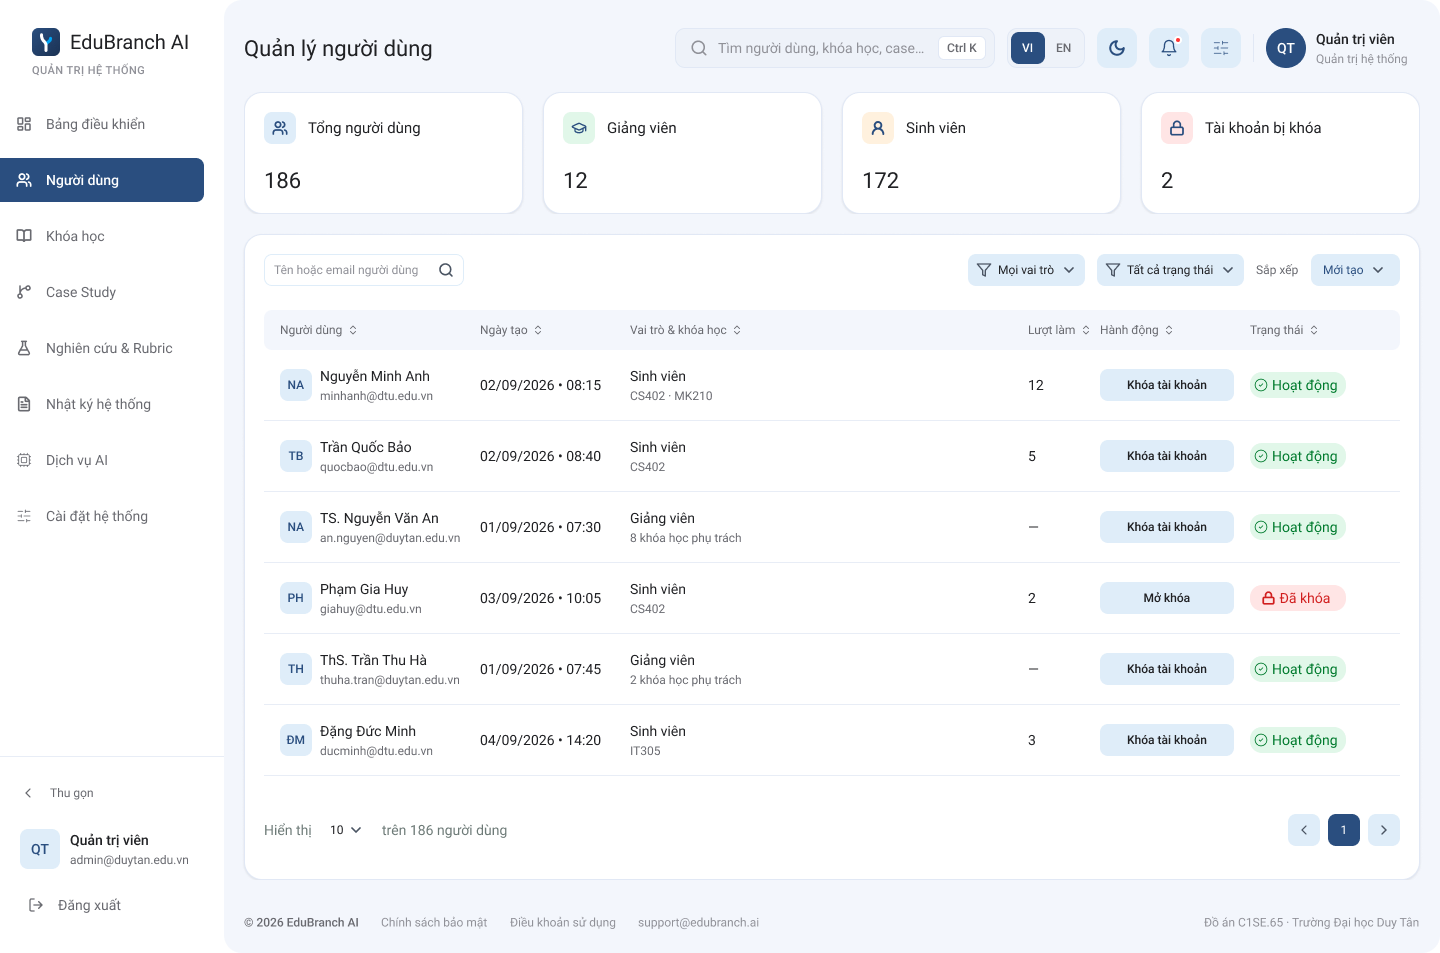 EduBranch AI
QUẢN TRỊ HỆ THỐNG
Bảng điều khiển
Người dùng
Khóa học
Case Study
Nghiên cứu & Rubric
Nhật ký hệ thống
Dịch vụ AI
Cài đặt hệ thống
Thu gọn
QT
Quản trị viên
admin@duytan.edu.vn
Đăng xuất
Quản lý người dùng
Tìm người dùng, khóa học, case...
Ctrl K
VI
EN
QT
Quản trị viên
Quản trị hệ thống
Tổng người dùng
186
Giảng viên
12
Sinh viên
172
Tài khoản bị khóa
2
Tên hoặc email người dùng
Mọi vai trò
Tất cả trạng thái
Sắp xếp
Mới tạo
Người dùng
Ngày tạo
Vai trò & khóa học
Lượt làm
Hành động
Trạng thái
NA
Nguyễn Minh Anh
minhanh@dtu.edu.vn
02/09/2026 • 08:15
Sinh viên
CS402 · MK210
12
Khóa tài khoản
Hoạt động
TB
Trần Quốc Bảo
quocbao@dtu.edu.vn
02/09/2026 • 08:40
Sinh viên
CS402
5
Khóa tài khoản
Hoạt động
NA
TS. Nguyễn Văn An
an.nguyen@duytan.edu.vn
01/09/2026 • 07:30
Giảng viên
8 khóa học phụ trách
—
Khóa tài khoản
Hoạt động
PH
Phạm Gia Huy
giahuy@dtu.edu.vn
03/09/2026 • 10:05
Sinh viên
CS402
2
Mở khóa
Đã khóa
TH
ThS. Trần Thu Hà
thuha.tran@duytan.edu.vn
01/09/2026 • 07:45
Giảng viên
2 khóa học phụ trách
—
Khóa tài khoản
Hoạt động
ĐM
Đặng Đức Minh
ducminh@dtu.edu.vn
04/09/2026 • 14:20
Sinh viên
IT305
3
Khóa tài khoản
Hoạt động
Hiển thị
10
trên 186 người dùng
1
© 2026 EduBranch AI
Chính sách bảo mật
Điều khoản sử dụng
support@edubranch.ai
Đồ án C1SE.65 · Trường Đại học Duy Tân